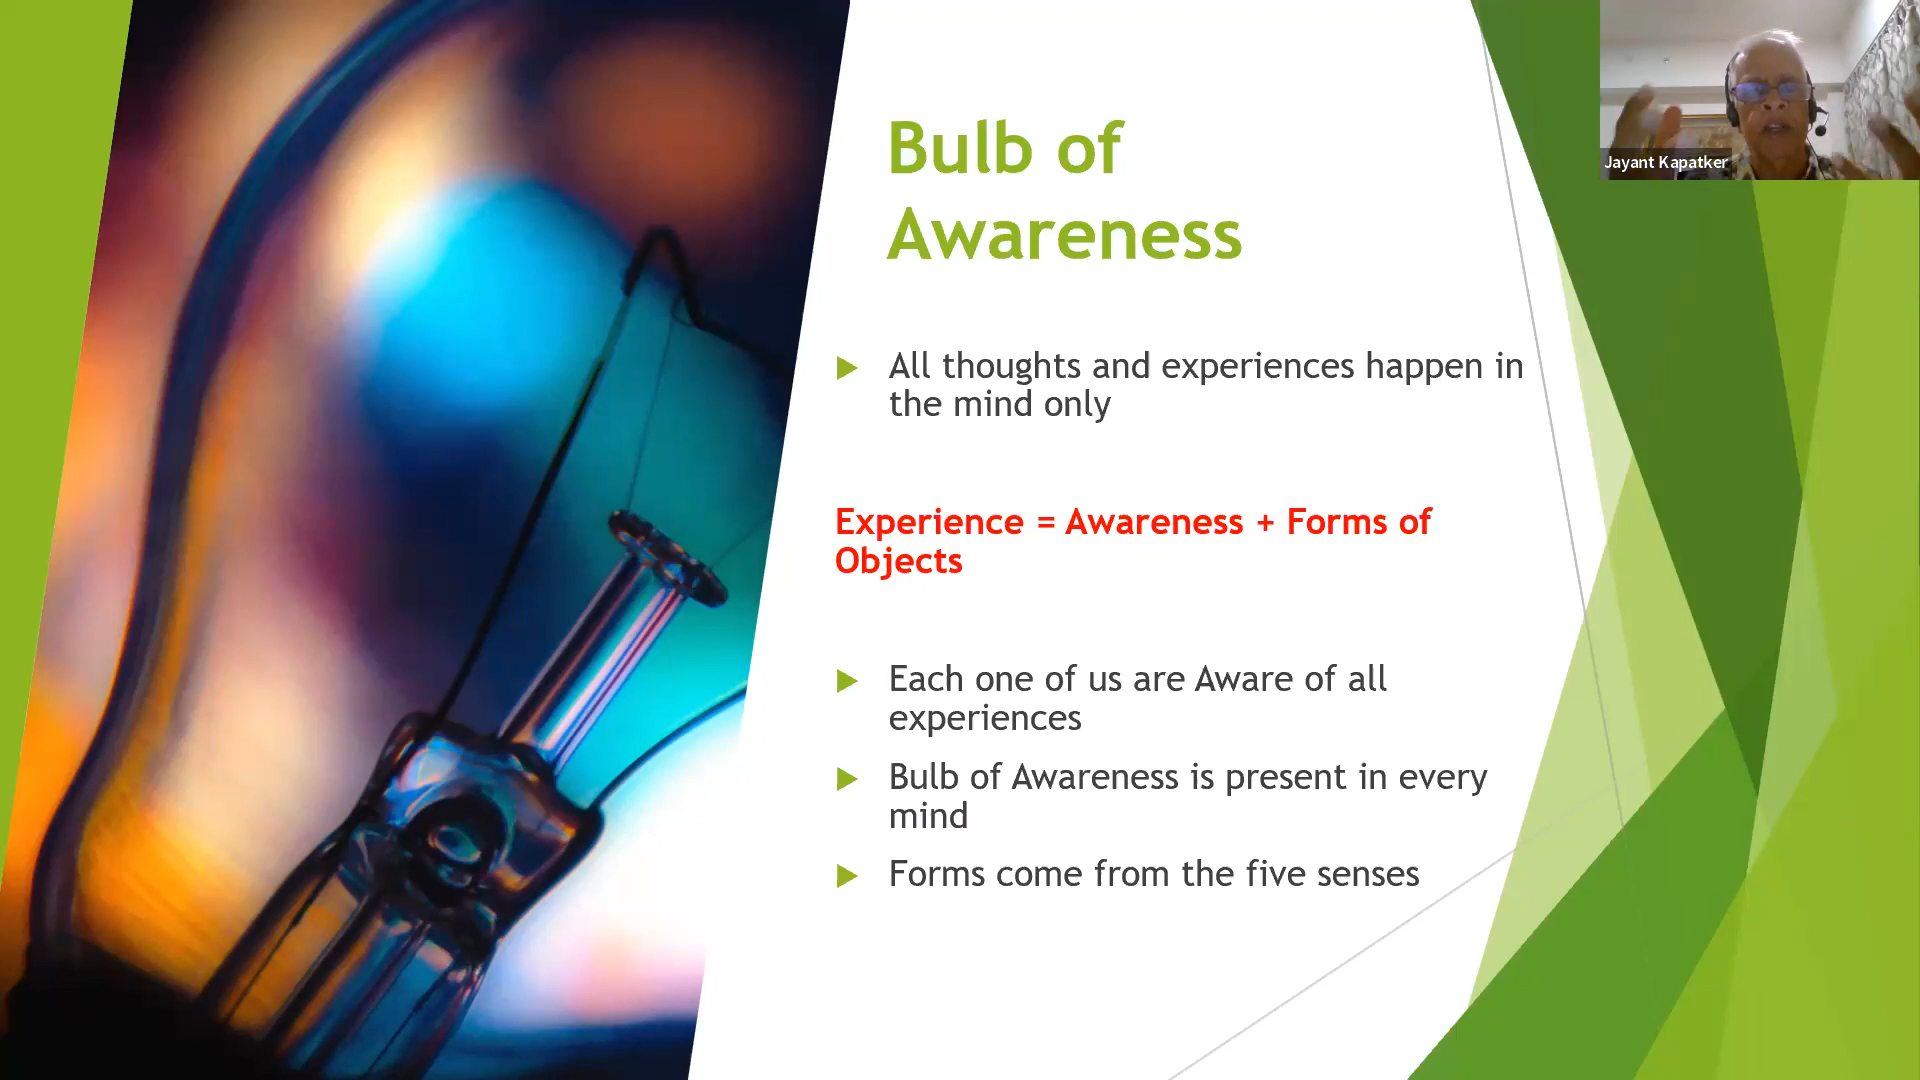 Bulb of
Awareness
Jayant Kapatker
All thoughts and experiences happen in
the mind only
Experience = Awareness + Forms of
Objects
Each one of us are Aware of all
experiences
Bulb of Awareness is present in every
mind
Forms come from the five senses